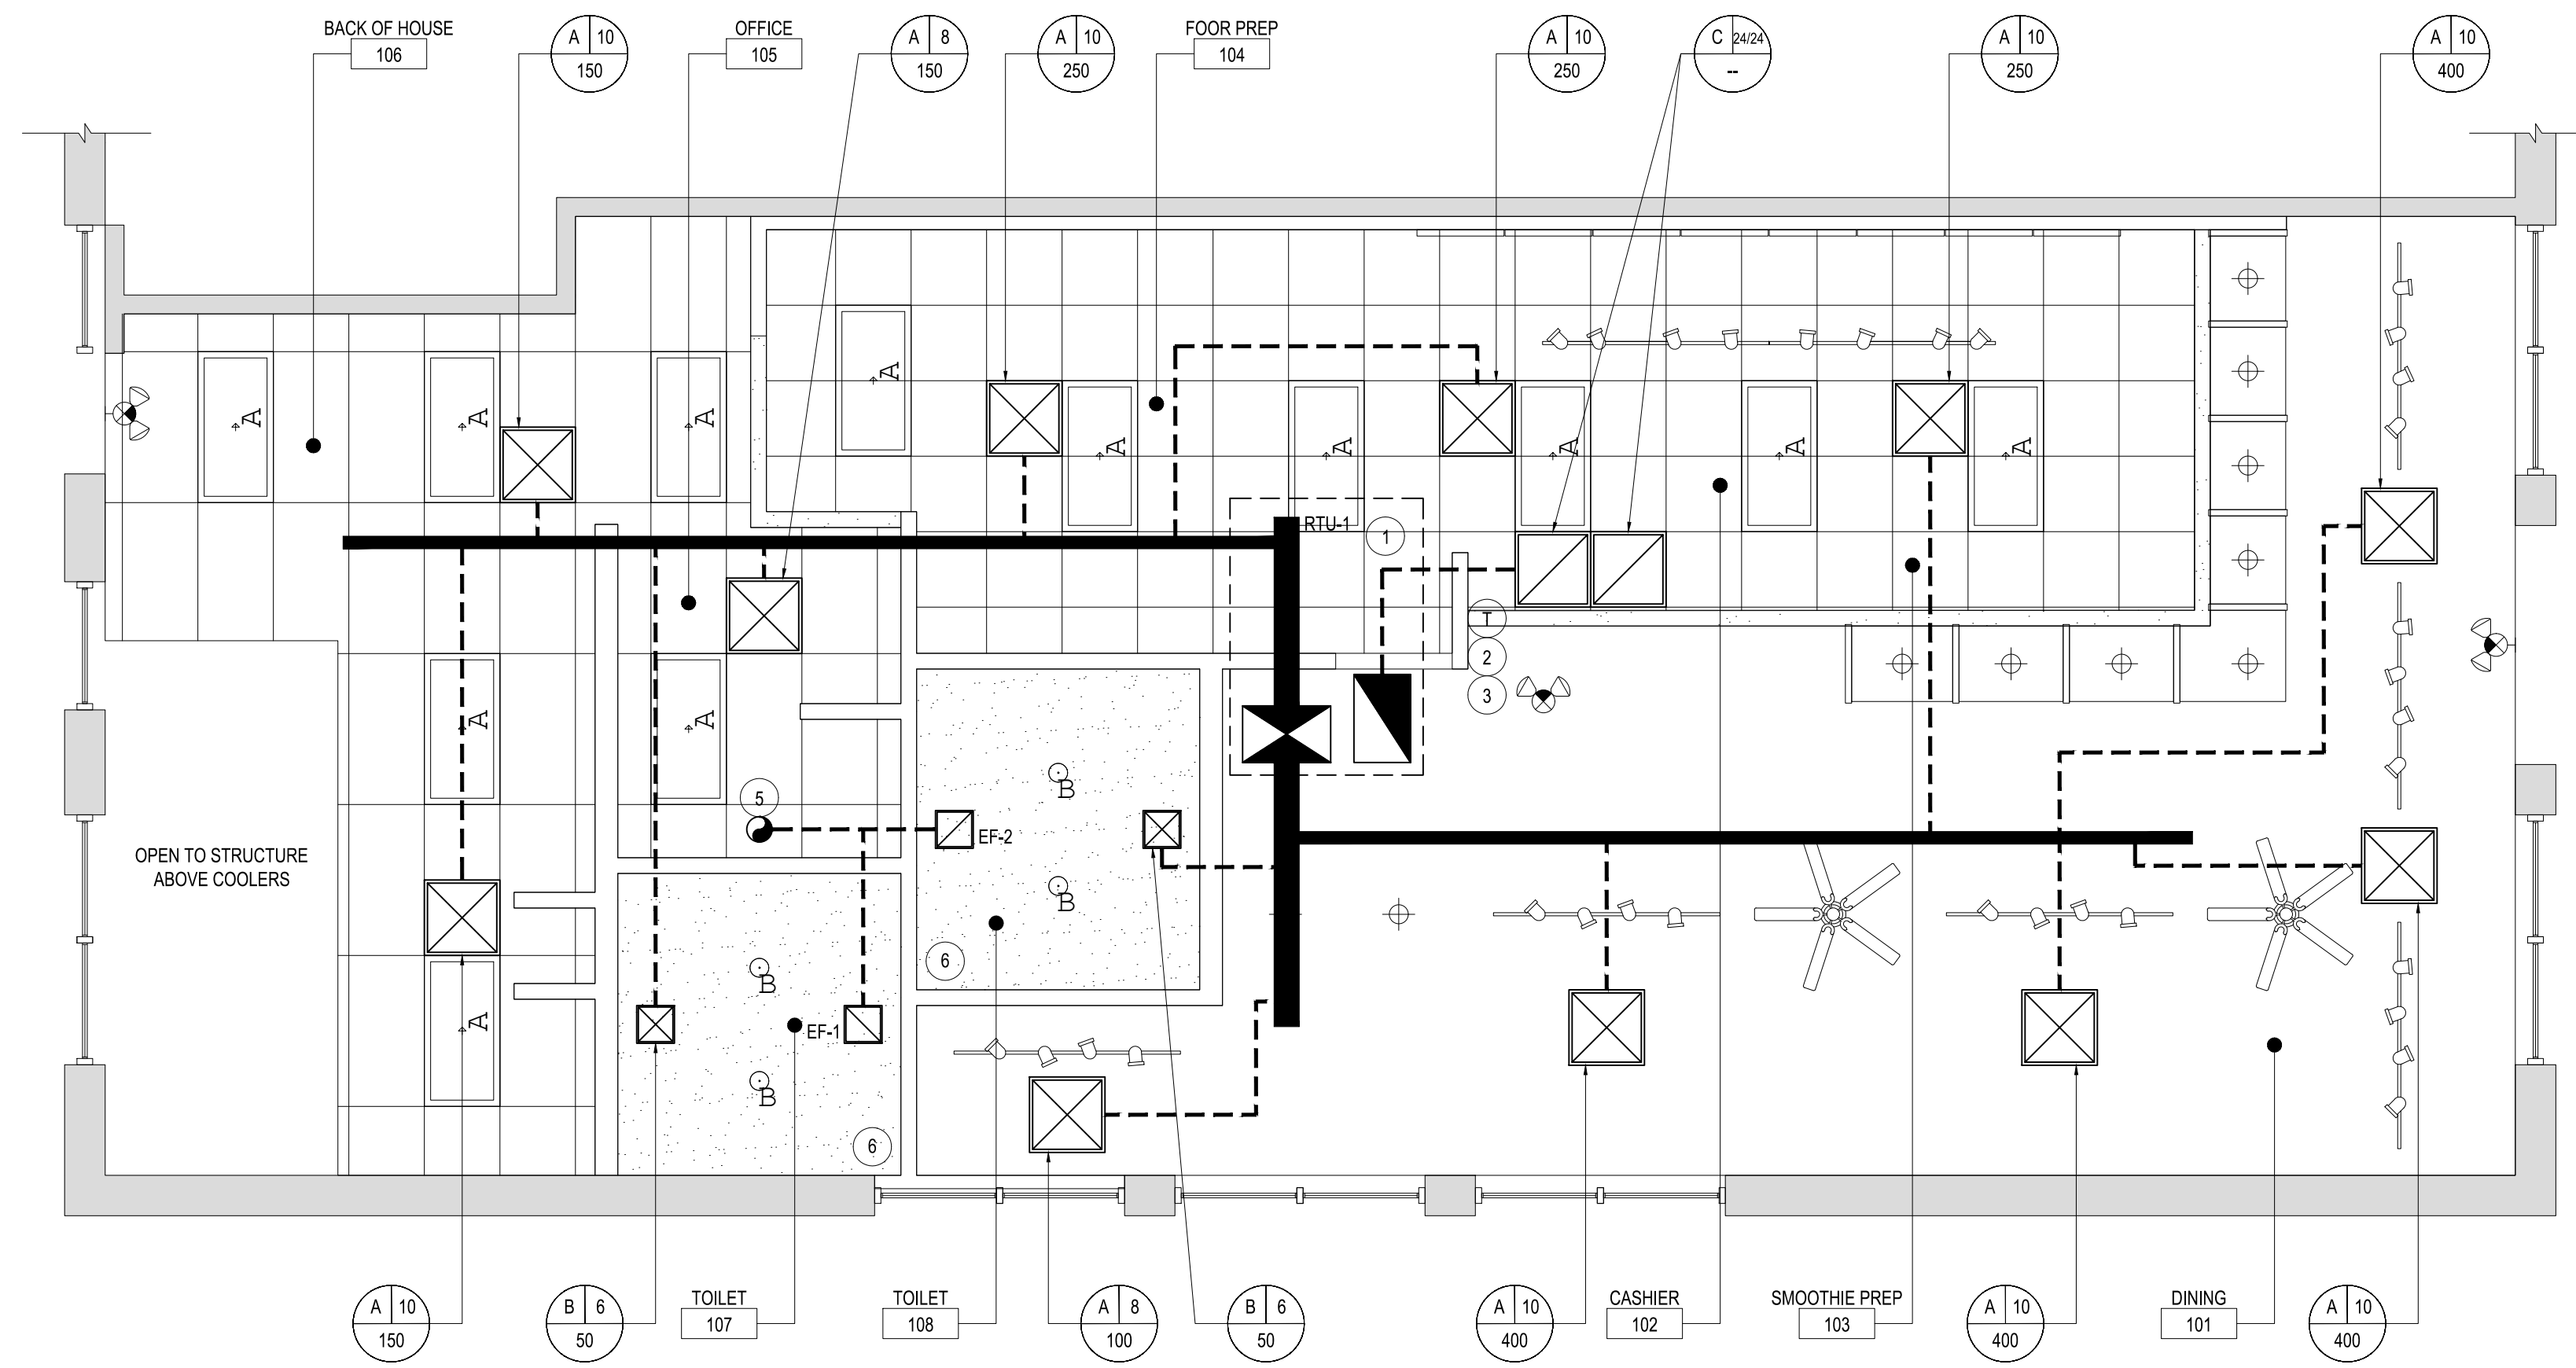 BACK OF HOUSE
106
A 10
150
OFFICE
105
A 8
150
A 10
250
FOOR PREP
104
A 10
250
C 24/24
--
A 10
250
A 10
400
A
A
A
A
A
A
A
A
A
RTU-1
1
T
2
3
A
A
5
B
EF-2
OPEN TO STRUCTURE
ABOVE COOLERS
B
6
B
A
EF-1
B
6
A 10
150
B 6
50
TOILET
107
TOILET
108
A 8
100
B 6
50
A 10
400
CASHIER
102
SMOOTHIE PREP
103
A 10
400
DINING
101
A 10
400